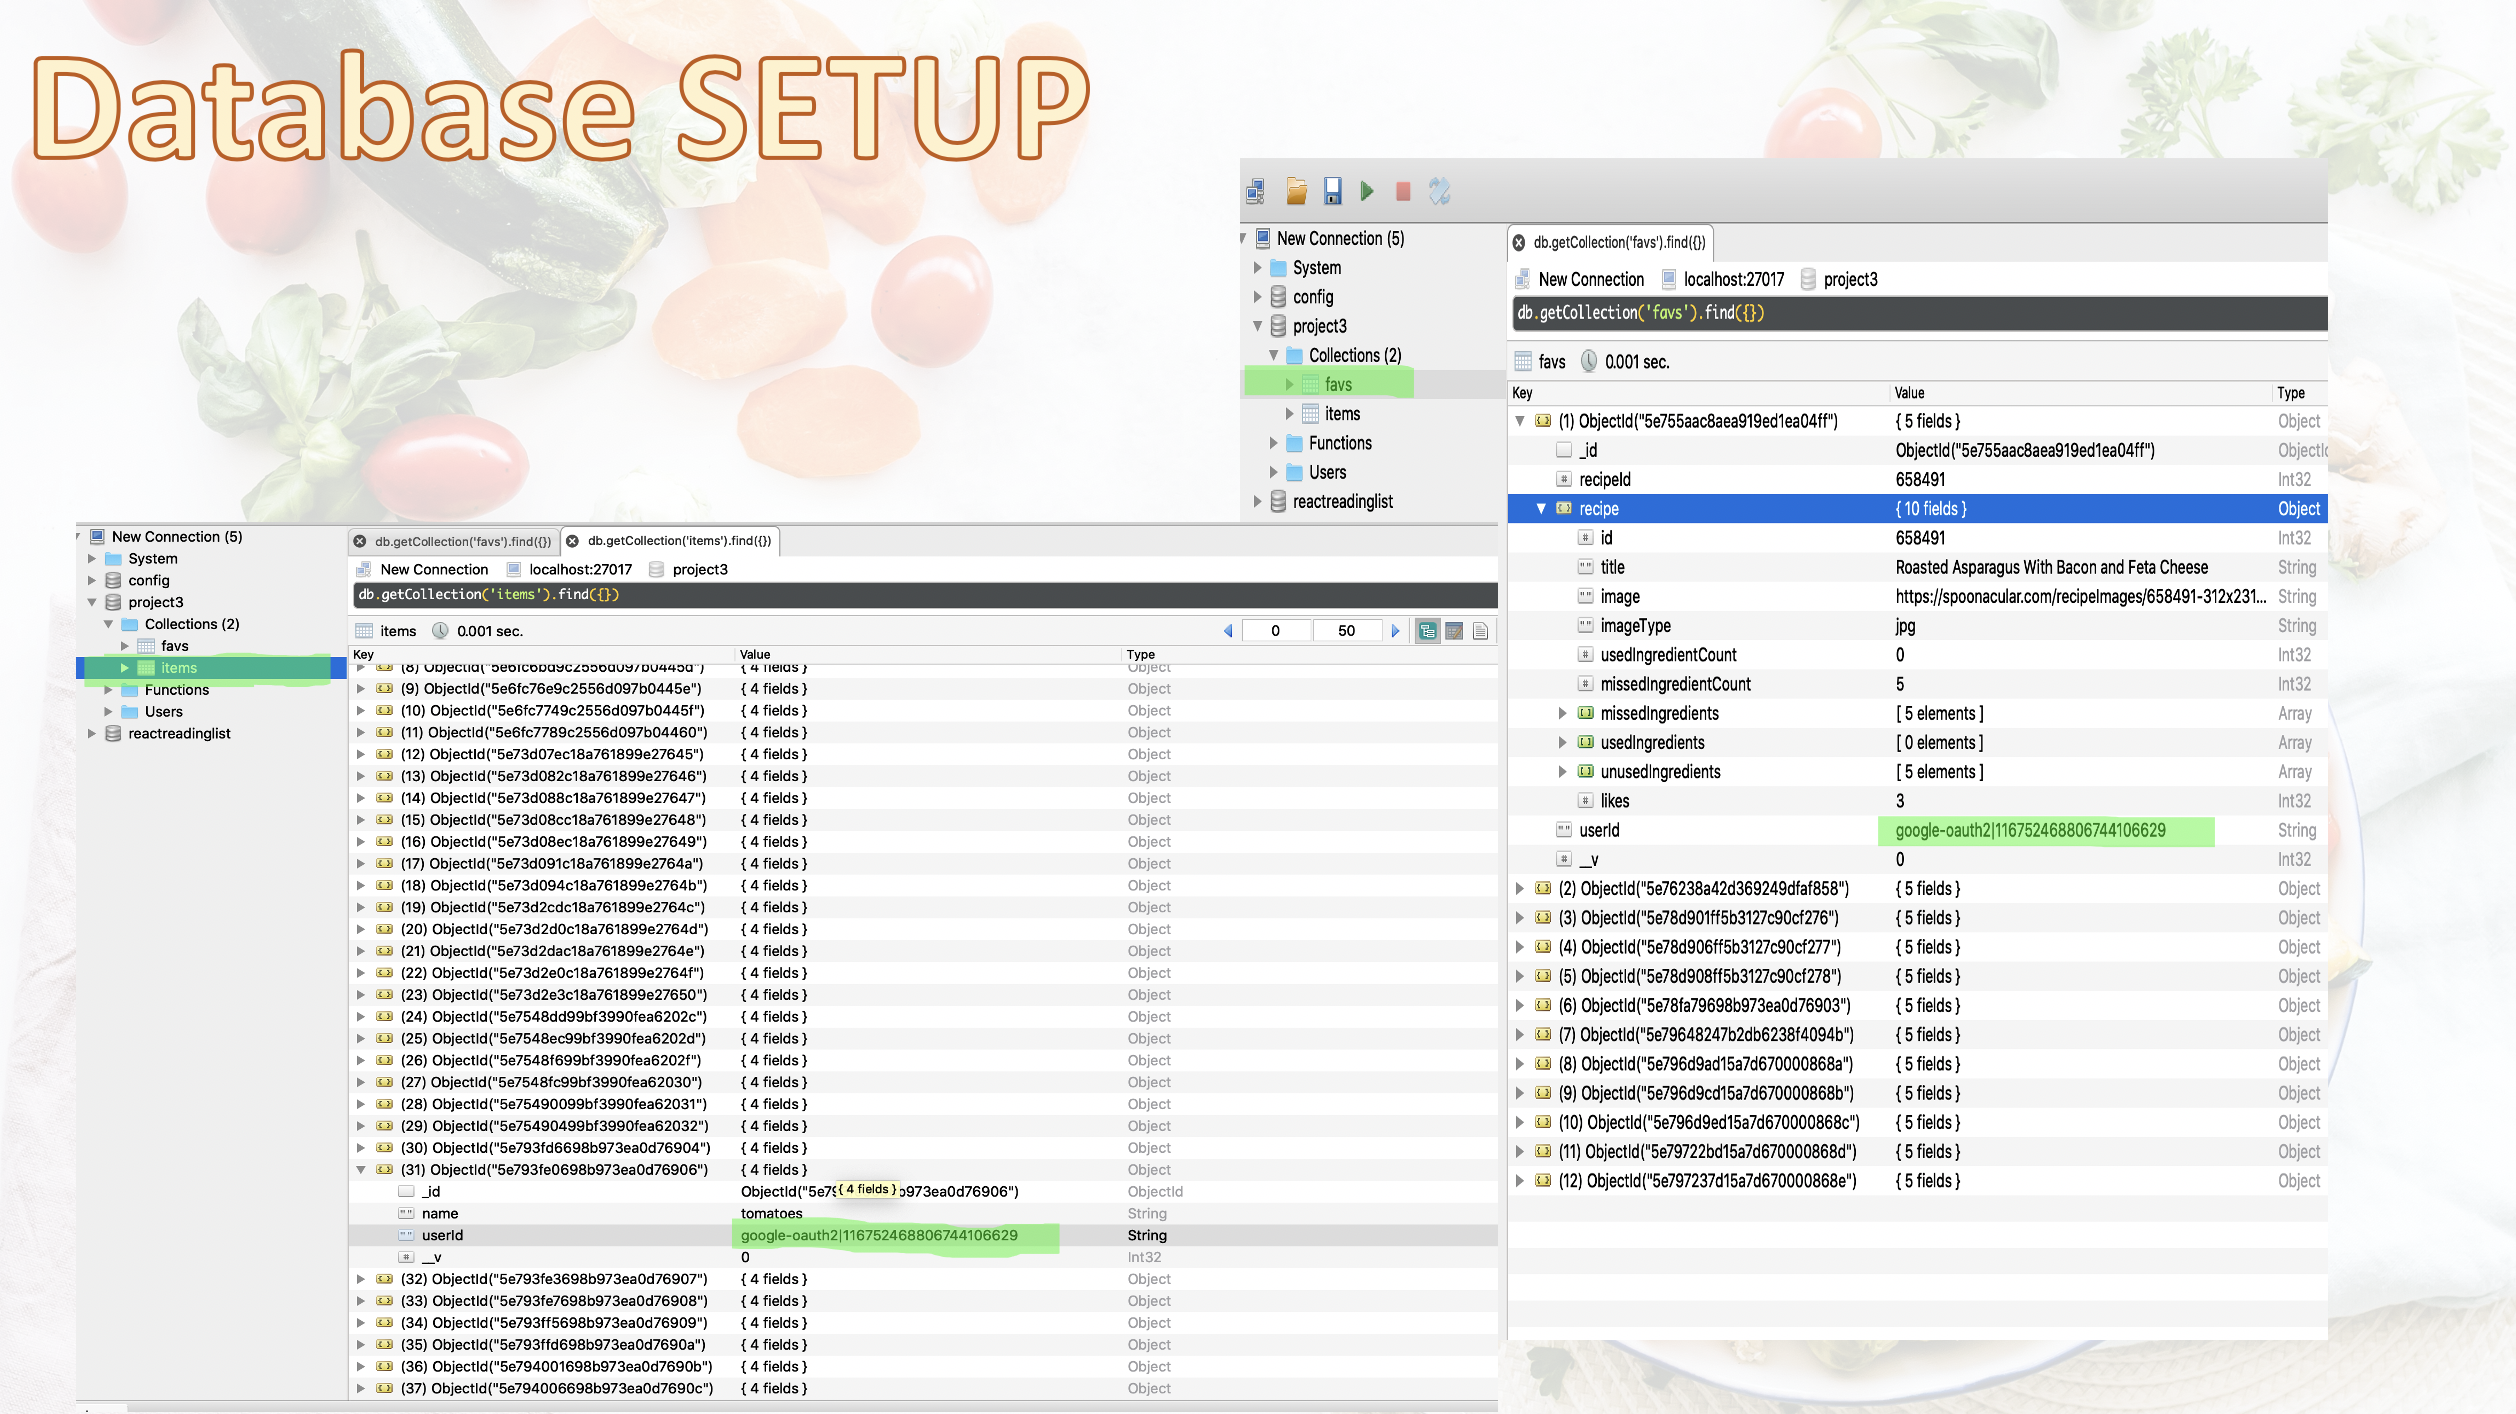 Database SETUP
New Connection (5)
System
config
project3
Collections (2)
favs
items
Functions
Users
reactreadinglist
db.getCollection('favs').find({})
New Connection localhost:27017 project3
db.getCollection('favs').find({})
favs 0.001 sec.
Key Value Type
(1) ObjectId("5e755aac8aea919ed1ea04ff") { 5 fields } Object
_id ObjectId("5e755aac8aea919ed1ea04ff") ObjectId
recipeId 658491 Int32
recipe { 10 fields } Object
id 658491 Int32
title Roasted Asparagus With Bacon and Feta Cheese String
image https://spoonacular.com/recipeImages/658491-312x231... String
imageType jpg String
usedIngredientCount 0 Int32
missedIngredientCount 5 Int32
missedIngredients [ 5 elements ] Array
usedIngredients [ 0 elements ] Array
unusedIngredients [ 5 elements ] Array
likes 3 Int32
userId google-oauth2|116752468806744106629 String
__v 0 Int32
(2) ObjectId("5e76238a42d369249dfaf858") { 5 fields } Object
(3) ObjectId("5e78d901ff5b3127c90cf276") { 5 fields } Object
(4) ObjectId("5e78d906ff5b3127c90cf277") { 5 fields } Object
(5) ObjectId("5e78d908ff5b3127c90cf278") { 5 fields } Object
(6) ObjectId("5e78fa79698b973ea0d76903") { 5 fields } Object
(7) ObjectId("5e79648247b2db6238f4094b") { 5 fields } Object
(8) ObjectId("5e796d9ad15a7d670000868a") { 5 fields } Object
(9) ObjectId("5e796d9cd15a7d670000868b") { 5 fields } Object
(10) ObjectId("5e796d9ed15a7d670000868c") { 5 fields } Object
(11) ObjectId("5e79722bd15a7d670000868d") { 5 fields } Object
(12) ObjectId("5e797237d15a7d670000868e") { 5 fields } Object
New Connection (5)
System
config
project3
Collections (2)
favs
items
Functions
Users
reactreadinglist
db.getCollection('favs').find({}) db.getCollection('items').find({})
New Connection localhost:27017 project3
db.getCollection('items').find({})
items 0.001 sec. 0 50
Key Value Type
(8) ObjectId("5e6fc6bd9c2556d097b0445d") { 4 fields } Object
(9) ObjectId("5e6fc76e9c2556d097b0445e") { 4 fields } Object
(10) ObjectId("5e6fc7749c2556d097b0445f") { 4 fields } Object
(11) ObjectId("5e6fc7789c2556d097b04460") { 4 fields } Object
(12) ObjectId("5e73d07ec18a761899e27645") { 4 fields } Object
(13) ObjectId("5e73d082c18a761899e27646") { 4 fields } Object
(14) ObjectId("5e73d088c18a761899e27647") { 4 fields } Object
(15) ObjectId("5e73d08cc18a761899e27648") { 4 fields } Object
(16) ObjectId("5e73d08ec18a761899e27649") { 4 fields } Object
(17) ObjectId("5e73d091c18a761899e2764a") { 4 fields } Object
(18) ObjectId("5e73d094c18a761899e2764b") { 4 fields } Object
(19) ObjectId("5e73d2cdc18a761899e2764c") { 4 fields } Object
(20) ObjectId("5e73d2d0c18a761899e2764d") { 4 fields } Object
(21) ObjectId("5e73d2dac18a761899e2764e") { 4 fields } Object
(22) ObjectId("5e73d2e0c18a761899e2764f") { 4 fields } Object
(23) ObjectId("5e73d2e3c18a761899e27650") { 4 fields } Object
(24) ObjectId("5e7548dd99bf3990fea6202c") { 4 fields } Object
(25) ObjectId("5e7548ec99bf3990fea6202d") { 4 fields } Object
(26) ObjectId("5e7548f699bf3990fea6202f") { 4 fields } Object
(27) ObjectId("5e7548fc99bf3990fea62030") { 4 fields } Object
(28) ObjectId("5e75490099bf3990fea62031") { 4 fields } Object
(29) ObjectId("5e75490499bf3990fea62032") { 4 fields } Object
(30) ObjectId("5e793fd6698b973ea0d76904") { 4 fields } Object
(31) ObjectId("5e793fe0698b973ea0d76906") { 4 fields } Object
_id ObjectId("5e79 { 4 fields } b973ea0d76906") ObjectId
name tomatoes String
userId google-oauth2|116752468806744106629 String
__v 0 Int32
(32) ObjectId("5e793fe3698b973ea0d76907") { 4 fields } Object
(33) ObjectId("5e793fe7698b973ea0d76908") { 4 fields } Object
(34) ObjectId("5e793ff5698b973ea0d76909") { 4 fields } Object
(35) ObjectId("5e793ffd698b973ea0d7690a") { 4 fields } Object
(36) ObjectId("5e794001698b973ea0d7690b") { 4 fields } Object
(37) ObjectId("5e794006698b973ea0d7690c") { 4 fields } Object